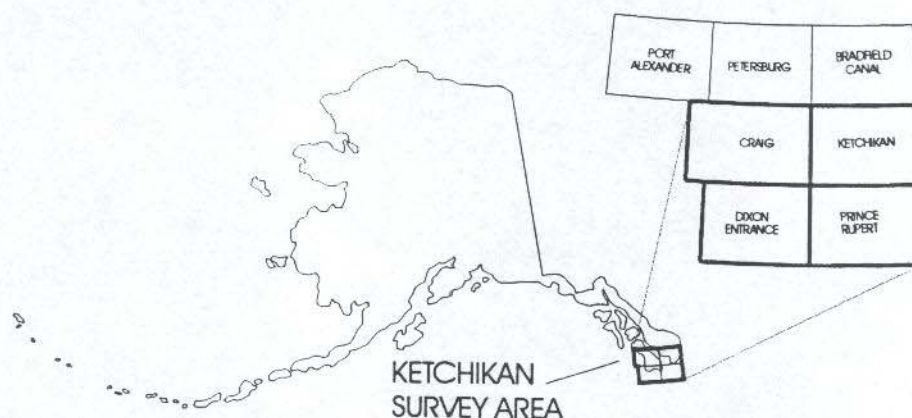 PORT
ALEXANDER
PETERSBURG
BRADFIELD
CANAL
CRAIG
KETCHIKAN
DIXON
ENTRANCE
PRINCE
RUPERT
KETCHIKAN
SURVEY AREA